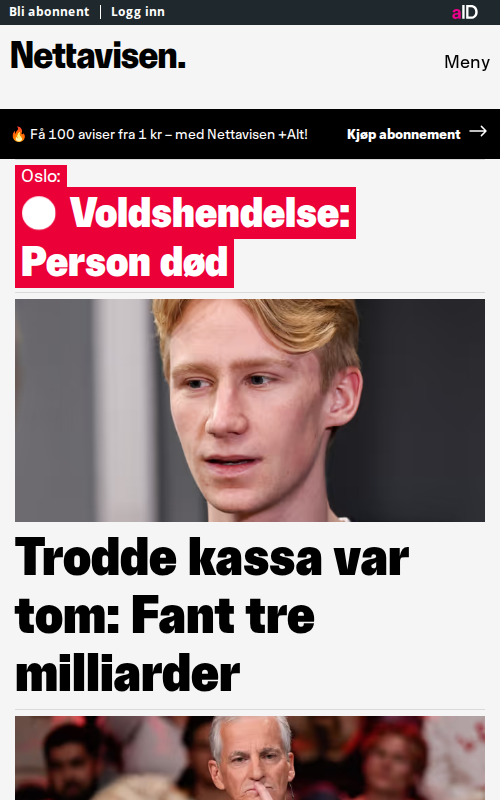 Bli abonnent | Logg inn
aID
Nettavisen.
Meny
🔥 Få 100 aviser fra 1 kr – med Nettavisen +Alt!
Kjøp abonnement →
Oslo:
Voldshendelse:
Person død
Trodde kassa var
tom: Fant tre
milliarder